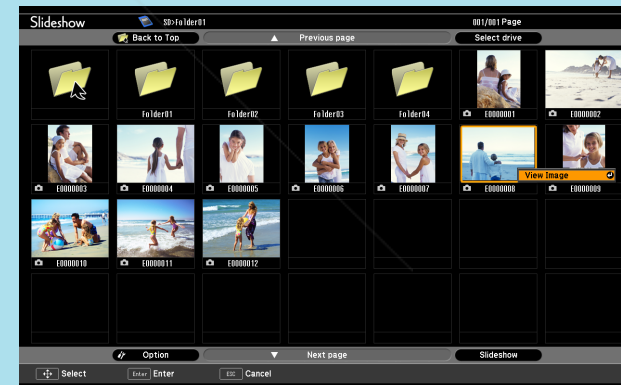 Slideshow SD>Folder01 001/001 Page
Back to Top Previous page Select drive
Folder01 Folder02 Folder03 Folder04 E0000001 E0000002
E0000003 E0000004 E0000005 E0000006 E0000007 E0000008 E0000009
View Image
E0000010 E0000011 E0000012
Option Next page Slideshow
Select Enter Enter ESC Cancel